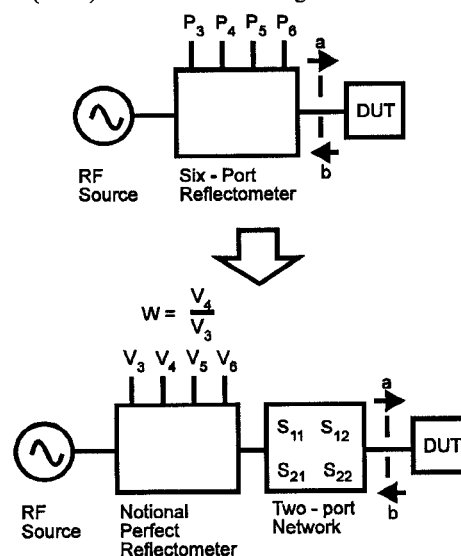 P3 P4 P5 P6
a
DUT
b
RF
Source
Six - Port
Reflectometer
W = V4
V3
V3 V4 V5 V6
a
S11 S12
DUT
S21 S22
b
RF
Source
Notional
Perfect
Reflectometer
Two - port
Network